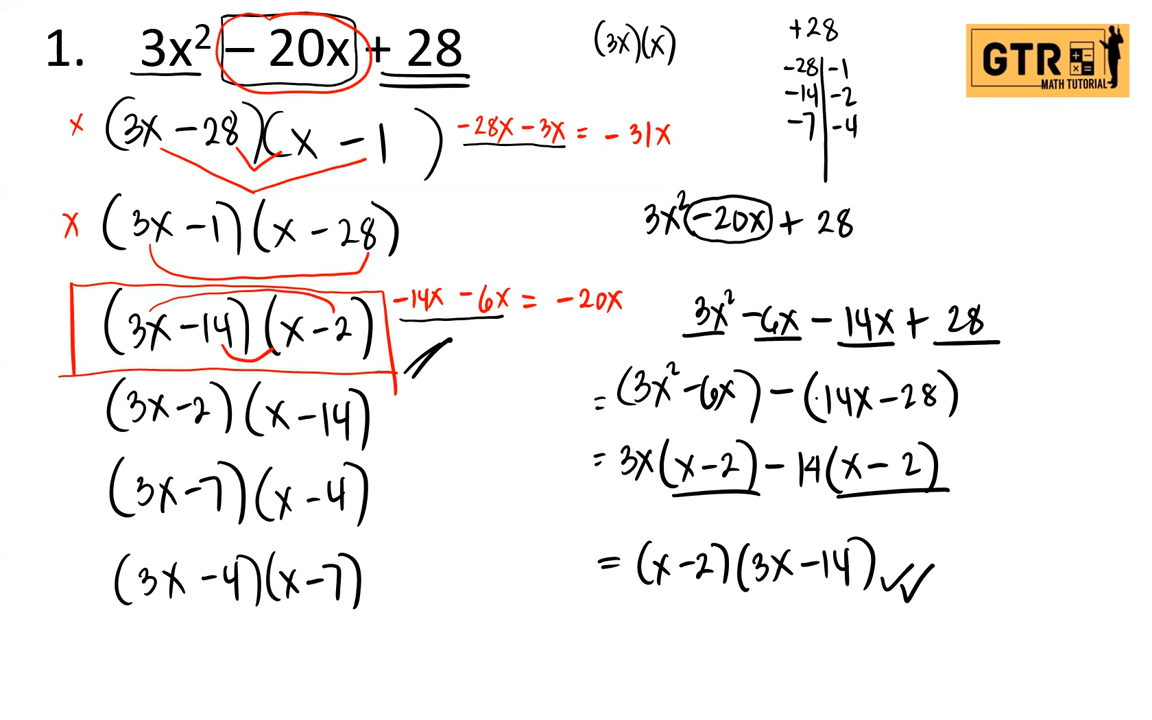 1. 3x² – 20x + 28
(3x)(x)
+28
-28 | -1
-14 | -2
-7 | -4
GTR
MATH TUTORIAL
x (3x - 28)(x - 1) -28x - 3x = -31x
x (3x - 1)(x - 28)
(3x - 14)(x - 2) -14x - 6x = -20x
(3x - 2)(x - 14)
(3x - 7)(x - 4)
(3x - 4)(x - 7)
3x² - 20x + 28
3x² - 6x - 14x + 28
= (3x² - 6x) - (14x - 28)
= 3x(x - 2) - 14(x - 2)
= (x - 2)(3x - 14)